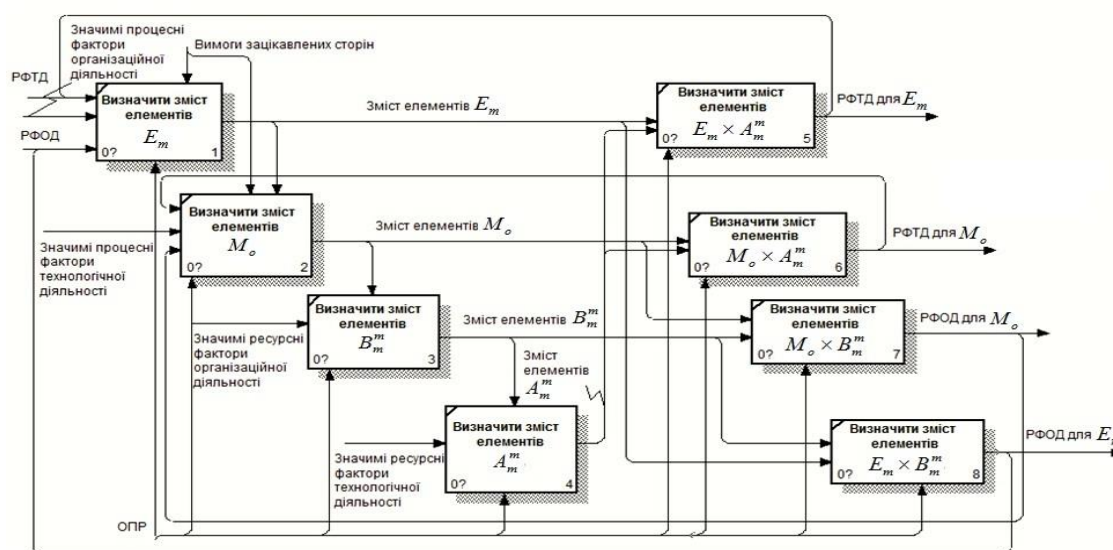 Значимі процесні
фактори
організаційної
діяльності
Вимоги зацікавлених сторін
РФТД
РФОД
Визначити зміст
елементів
E_m
0? 1
Зміст елементів E_m
Визначити зміст
елементів
E_m × A_m^m
0? 5
РФТД для E_m
Визначити зміст
елементів
M_o
0? 2
Значимі процесні
фактори
технологічної
діяльності
Зміст елементів M_o
Визначити зміст
елементів
M_o × A_m^m
0? 6
РФТД для M_o
Визначити зміст
елементів
B_m^m
0? 3
Значимі ресурсні
фактори
організаційної
діяльності
Зміст елементів B_m^m
Визначити зміст
елементів
M_o × B_m^m
0? 7
РФОД для M_o
Зміст
елементів
A_m^m
Визначити зміст
елементів
A_m^m
0? 4
Значимі ресурсні
фактори
технологічної
діяльності
Визначити зміст
елементів
E_m × B_m^m
0? 8
РФОД для E
ОПР